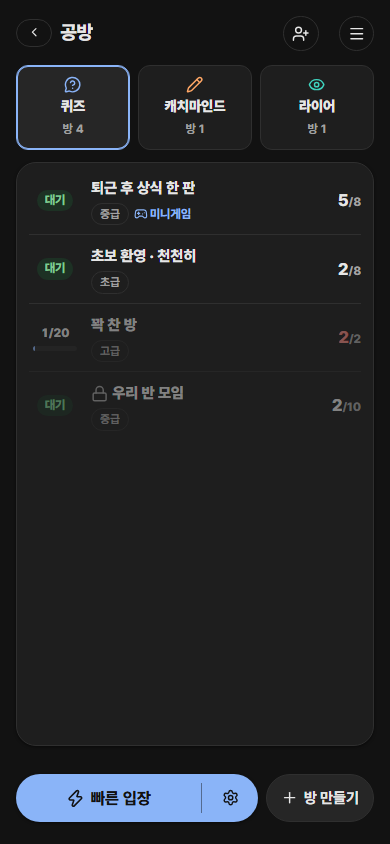 공방
퀴즈
방 4
캐치마인드
방 1
라이어
방 1
대기
퇴근 후 상식 한 판
중급 미니게임
5/8
대기
초보 환영 · 천천히
초급
2/8
1/20
꽉 찬 방
고급
2/2
대기
우리 반 모임
중급
2/10
빠른 입장
방 만들기